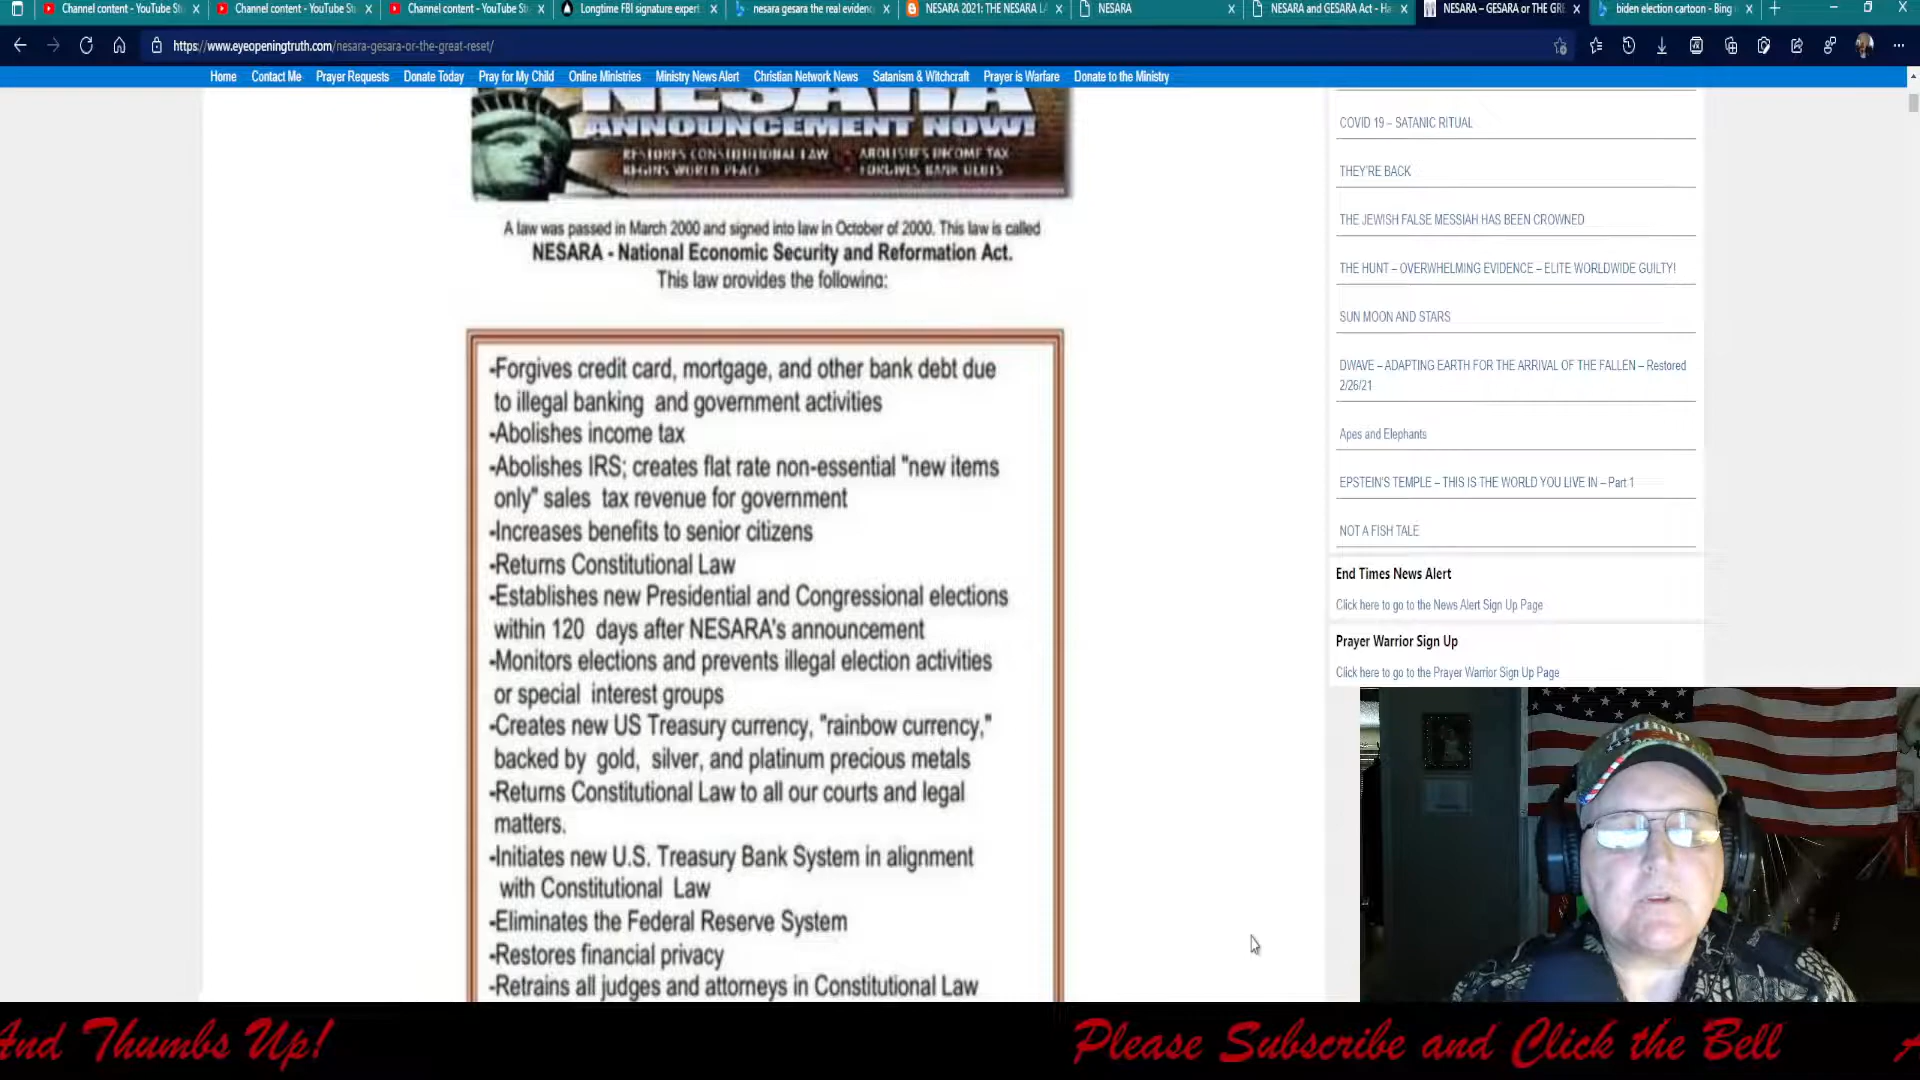 Channel content - YouTube St
Channel content - YouTube St
Channel content - YouTube St
Longtime FBI signature expert
nesara gesara the real evidenc
NESARA 2021: THE NESARA L
NESARA
NESARA and GESARA Act - Ha
NESARA – GESARA or THE GR
biden election cartoon - Bing
https://www.eyeopeningtruth.com/nesara-gesara-or-the-great-reset/
Home
Contact Me
Prayer Requests
Donate Today
Pray for My Child
Online Ministries
Ministry News Alert
Christian Network News
Satanism & Witchcraft
Prayer is Warfare
Donate to the Ministry
NESARA
ANNOUNCEMENT NOW!
RESTORES CONSTITUTIONAL LAW • ABOLISHES INCOME TAX
BEGINS WORLD PEACE FORGIVES BANK DEBTS
A law was passed in March 2000 and signed into law in October of 2000. This law is called
NESARA - National Economic Security and Reformation Act.
This law provides the following:
-Forgives credit card, mortgage, and other bank debt due
to illegal banking and government activities
-Abolishes income tax
-Abolishes IRS; creates flat rate non-essential "new items
only" sales tax revenue for government
-Increases benefits to senior citizens
-Returns Constitutional Law
-Establishes new Presidential and Congressional elections
within 120 days after NESARA's announcement
-Monitors elections and prevents illegal election activities
or special interest groups
-Creates new US Treasury currency, "rainbow currency,"
backed by gold, silver, and platinum precious metals
-Returns Constitutional Law to all our courts and legal
matters.
-Initiates new U.S. Treasury Bank System in alignment
with Constitutional Law
-Eliminates the Federal Reserve System
-Restores financial privacy
-Retrains all judges and attorneys in Constitutional Law
COVID 19 – SATANIC RITUAL
THEY'RE BACK
THE JEWISH FALSE MESSIAH HAS BEEN CROWNED
THE HUNT – OVERWHELMING EVIDENCE – ELITE WORLDWIDE GUILTY!
SUN MOON AND STARS
DWAVE – ADAPTING EARTH FOR THE ARRIVAL OF THE FALLEN – Restored
2/26/21
Apes and Elephants
EPSTEIN'S TEMPLE – THIS IS THE WORLD YOU LIVE IN – Part 1
NOT A FISH TALE
End Times News Alert
Click here to go to the News Alert Sign Up Page
Prayer Warrior Sign Up
Click here to go to the Prayer Warrior Sign Up Page
Trump
And Thumbs Up!
Please Subscribe and Click the Bell